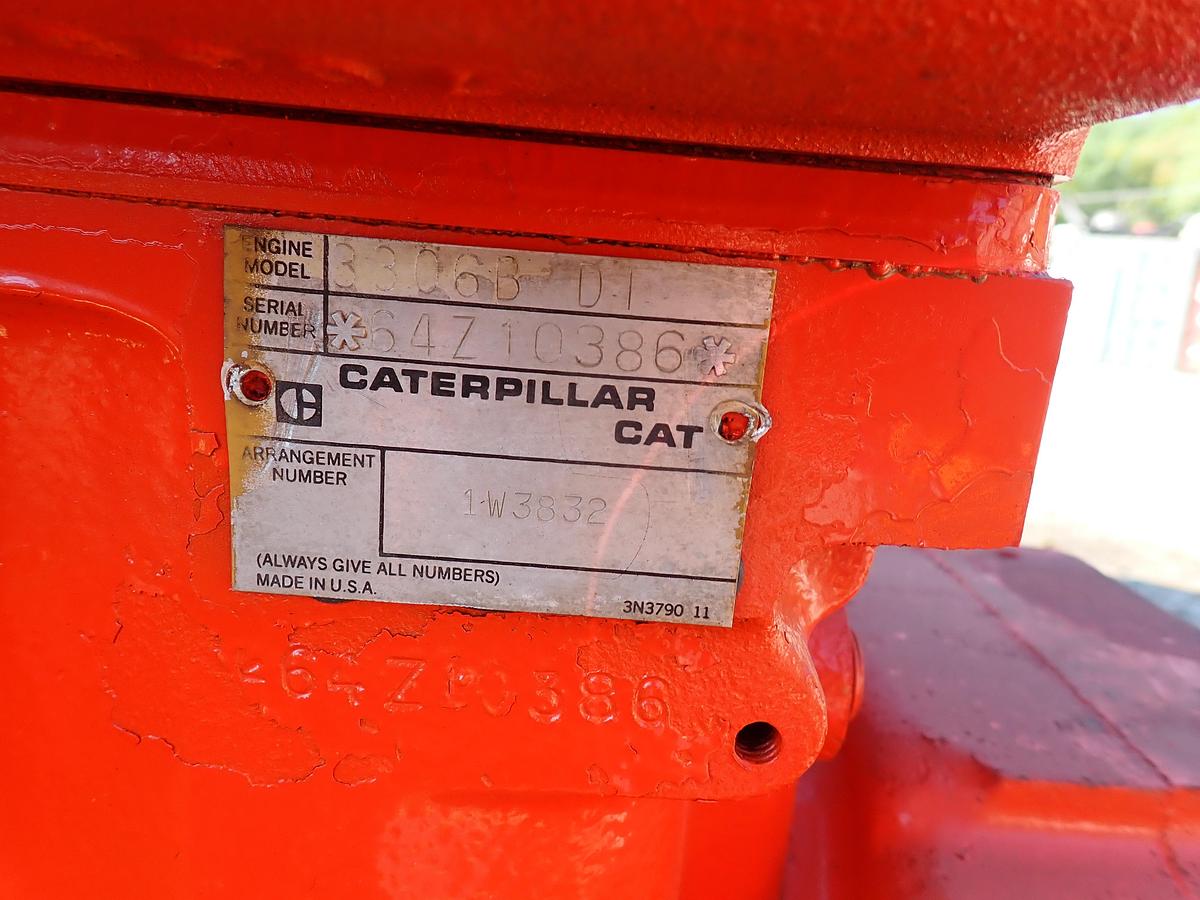 ENGINE MODEL 3306B DI
SERIAL NUMBER *64Z10386*
CATERPILLAR
CAT
ARRANGEMENT NUMBER
1W3832
(ALWAYS GIVE ALL NUMBERS)
MADE IN U.S.A.
3N3790 11
*64Z10386